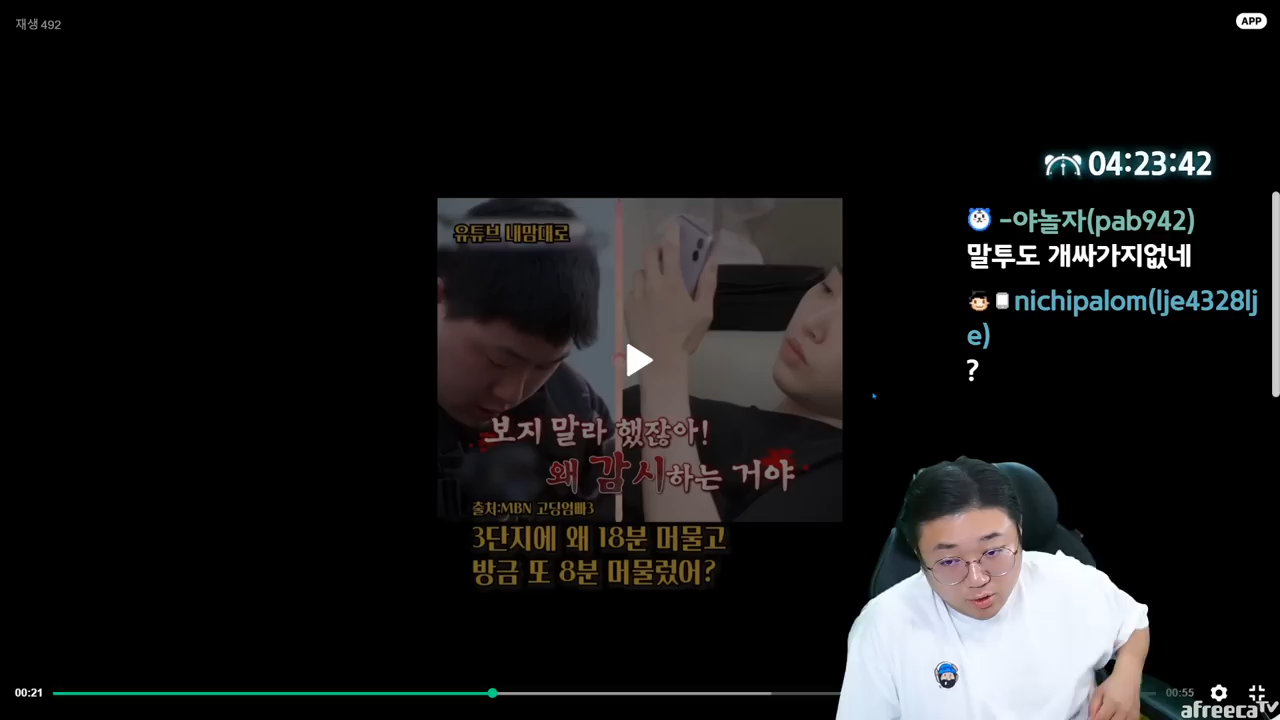 재생 492
APP
04:23:42
-야놀자(pab942)
말투도 개싸가지없네
nichipalom(lje4328lj
e)
?
유튜브 내맘대로
보지 말라 했잖아!
왜 감시하는 거야
출처:MBN 고딩엄빠3
3단지에 왜 18분 머물고
방금 또 8분 머물렀어?
00:21
00:55
afreecaTV